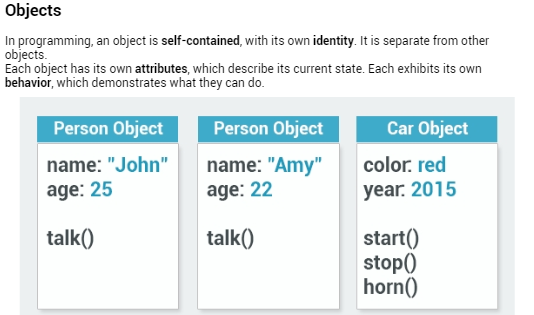 Objects
In programming, an object is self-contained, with its own identity. It is separate from other
objects.
Each object has its own attributes, which describe its current state. Each exhibits its own
behavior, which demonstrates what they can do.
Person Object
name: "John"
age: 25
talk()
Person Object
name: "Amy"
age: 22
talk()
Car Object
color: red
year: 2015
start()
stop()
horn()